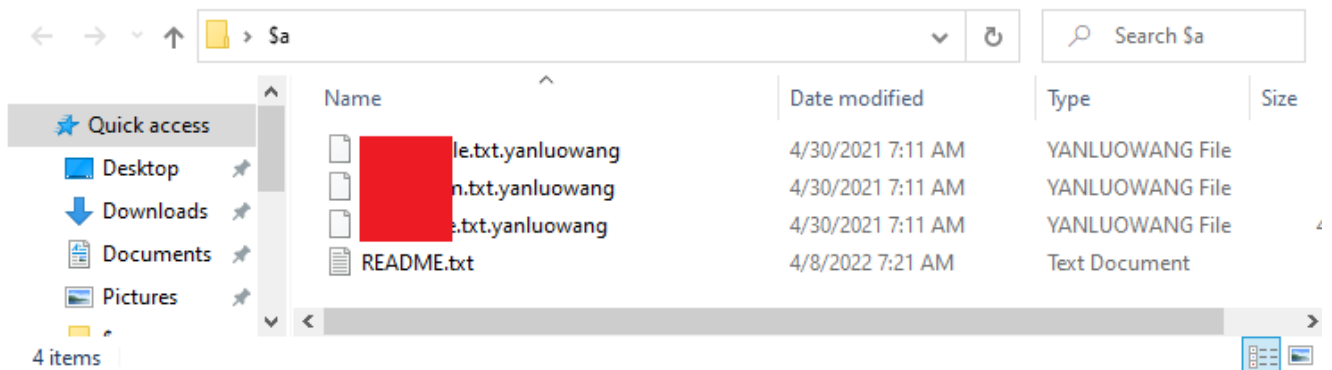 $a
Search $a
Name Date modified Type Size
Quick access
Desktop
Downloads
Documents
Pictures
le.txt.yanluowang 4/30/2021 7:11 AM YANLUOWANG File
.txt.yanluowang 4/30/2021 7:11 AM YANLUOWANG File
.txt.yanluowang 4/30/2021 7:11 AM YANLUOWANG File
README.txt 4/8/2022 7:21 AM Text Document
4 items